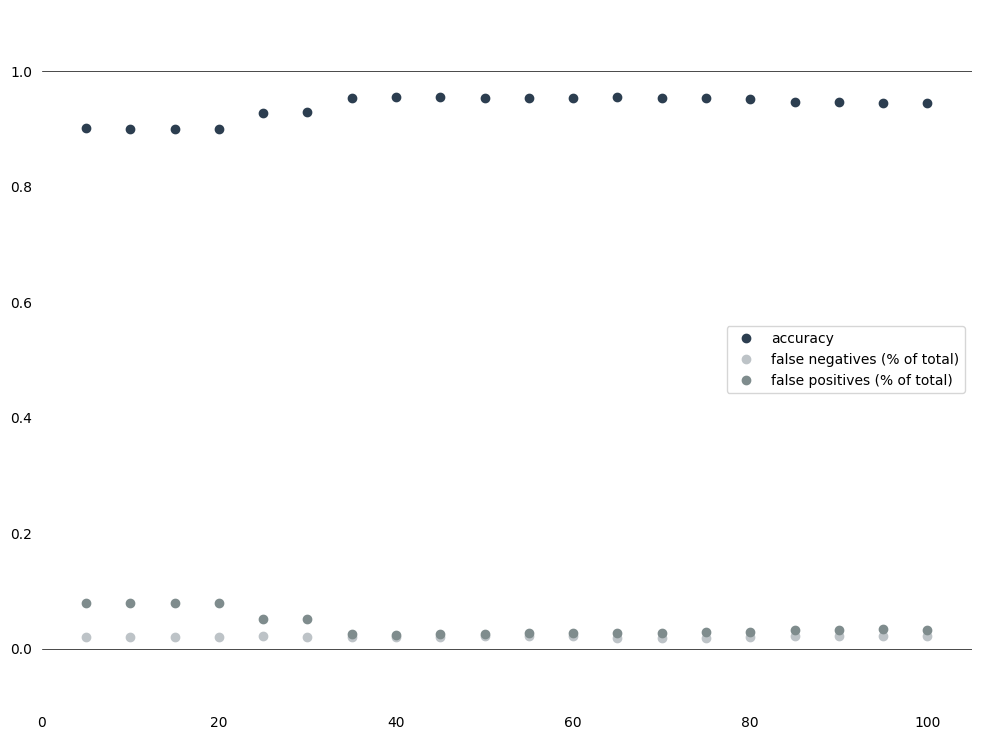 1.0
0.8
0.6
accuracy
false negatives (% of total)
false positives (% of total)
0.4
0.2
0.0
0 20 40 60 80 100